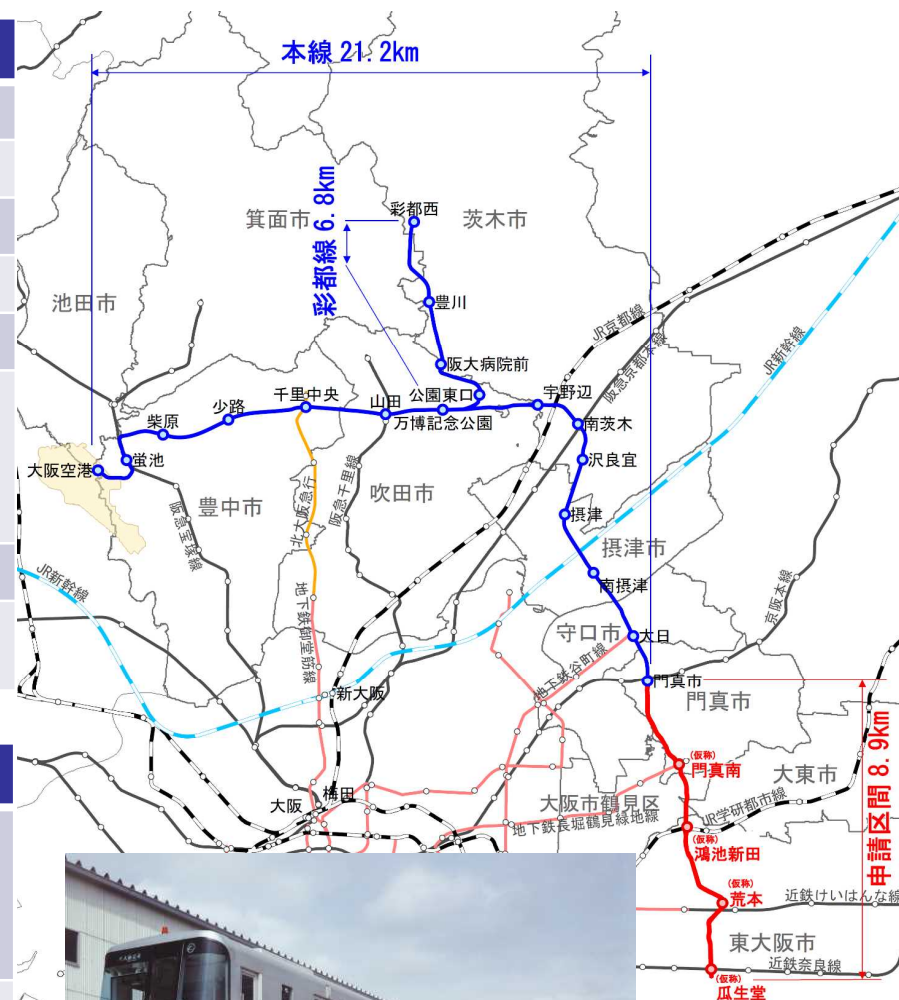 本線 21.2km
彩都線 6.8km
彩都西
箕面市
茨木市
池田市
豊川
JR京都線
阪急京都本線
JR新幹線
阪大病院前
公園東口
宇野辺
千里中央
山田
万博記念公園
南茨木
少路
柴原
沢良宜
大阪空港
蛍池
豊中市
吹田市
北大阪急行
阪急千里線
阪急宝塚線
摂津
摂津市
JR新幹線
南摂津
京阪本線
地下鉄御堂筋線
守口市
大日
地下鉄谷町線
新大阪
門真市
門真市
申請区間 8.9km
(仮称)
門真南
大東市
大阪
梅田
大阪市鶴見区
JR学研都市線
地下鉄長堀鶴見緑地線
(仮称)
鴻池新田
(仮称)
荒本
近鉄けいはんな線
東大阪市
近鉄奈良線
(仮称)
瓜生堂